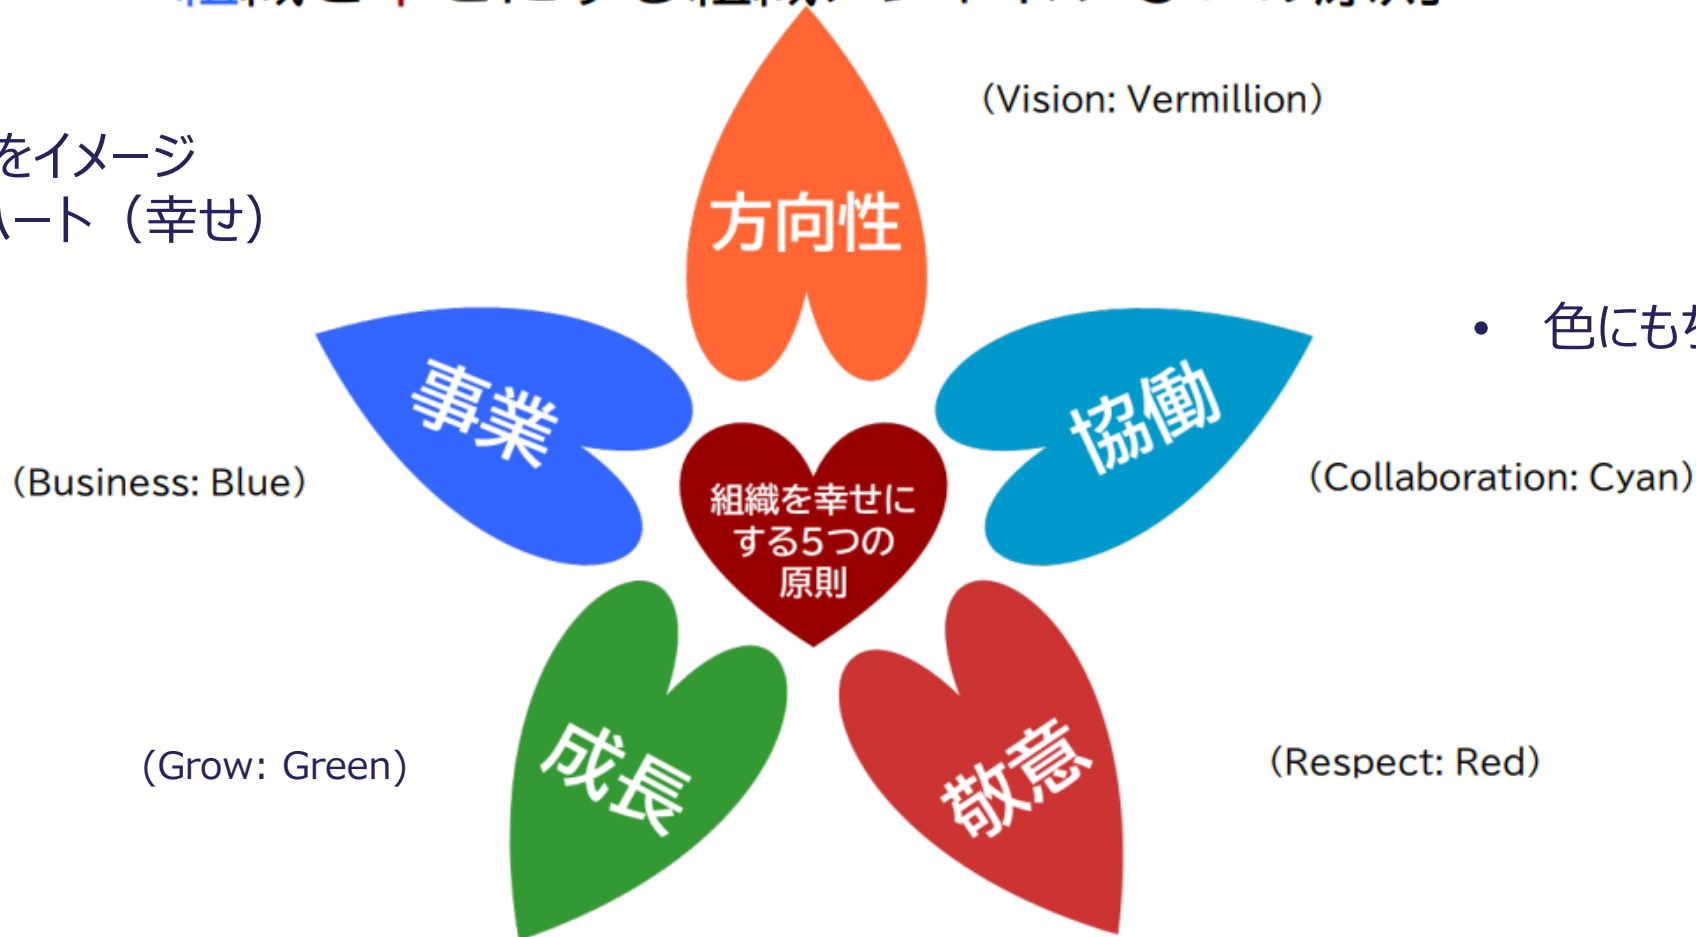 (Vision: Vermillion)
をイメージ
ハート（幸せ）
方向性
• 色にもち
事業
協働
(Business: Blue)
(Collaboration: Cyan)
組織を幸せに
する5つの
原則
(Grow: Green)
成長
敬意
(Respect: Red)